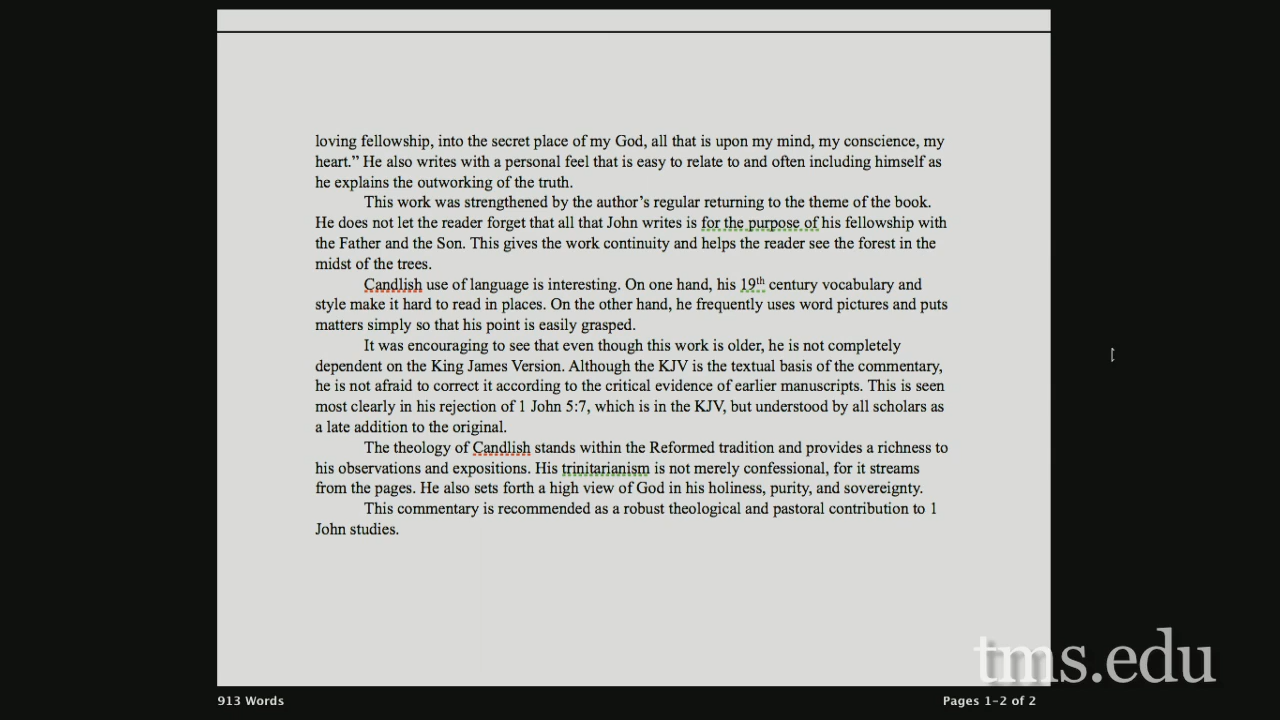 loving fellowship, into the secret place of my God, all that is upon my mind, my conscience, my
heart.” He also writes with a personal feel that is easy to relate to and often including himself as
he explains the outworking of the truth.
This work was strengthened by the author’s regular returning to the theme of the book.
He does not let the reader forget that all that John writes is for the purpose of his fellowship with
the Father and the Son. This gives the work continuity and helps the reader see the forest in the
midst of the trees.
Candlish use of language is interesting. On one hand, his 19th century vocabulary and
style make it hard to read in places. On the other hand, he frequently uses word pictures and puts
matters simply so that his point is easily grasped.
It was encouraging to see that even though this work is older, he is not completely
dependent on the King James Version. Although the KJV is the textual basis of the commentary,
he is not afraid to correct it according to the critical evidence of earlier manuscripts. This is seen
most clearly in his rejection of 1 John 5:7, which is in the KJV, but understood by all scholars as
a late addition to the original.
The theology of Candlish stands within the Reformed tradition and provides a richness to
his observations and expositions. His trinitarianism is not merely confessional, for it streams
from the pages. He also sets forth a high view of God in his holiness, purity, and sovereignty.
This commentary is recommended as a robust theological and pastoral contribution to 1
John studies.
tms.edu
913 Words
Pages 1–2 of 2